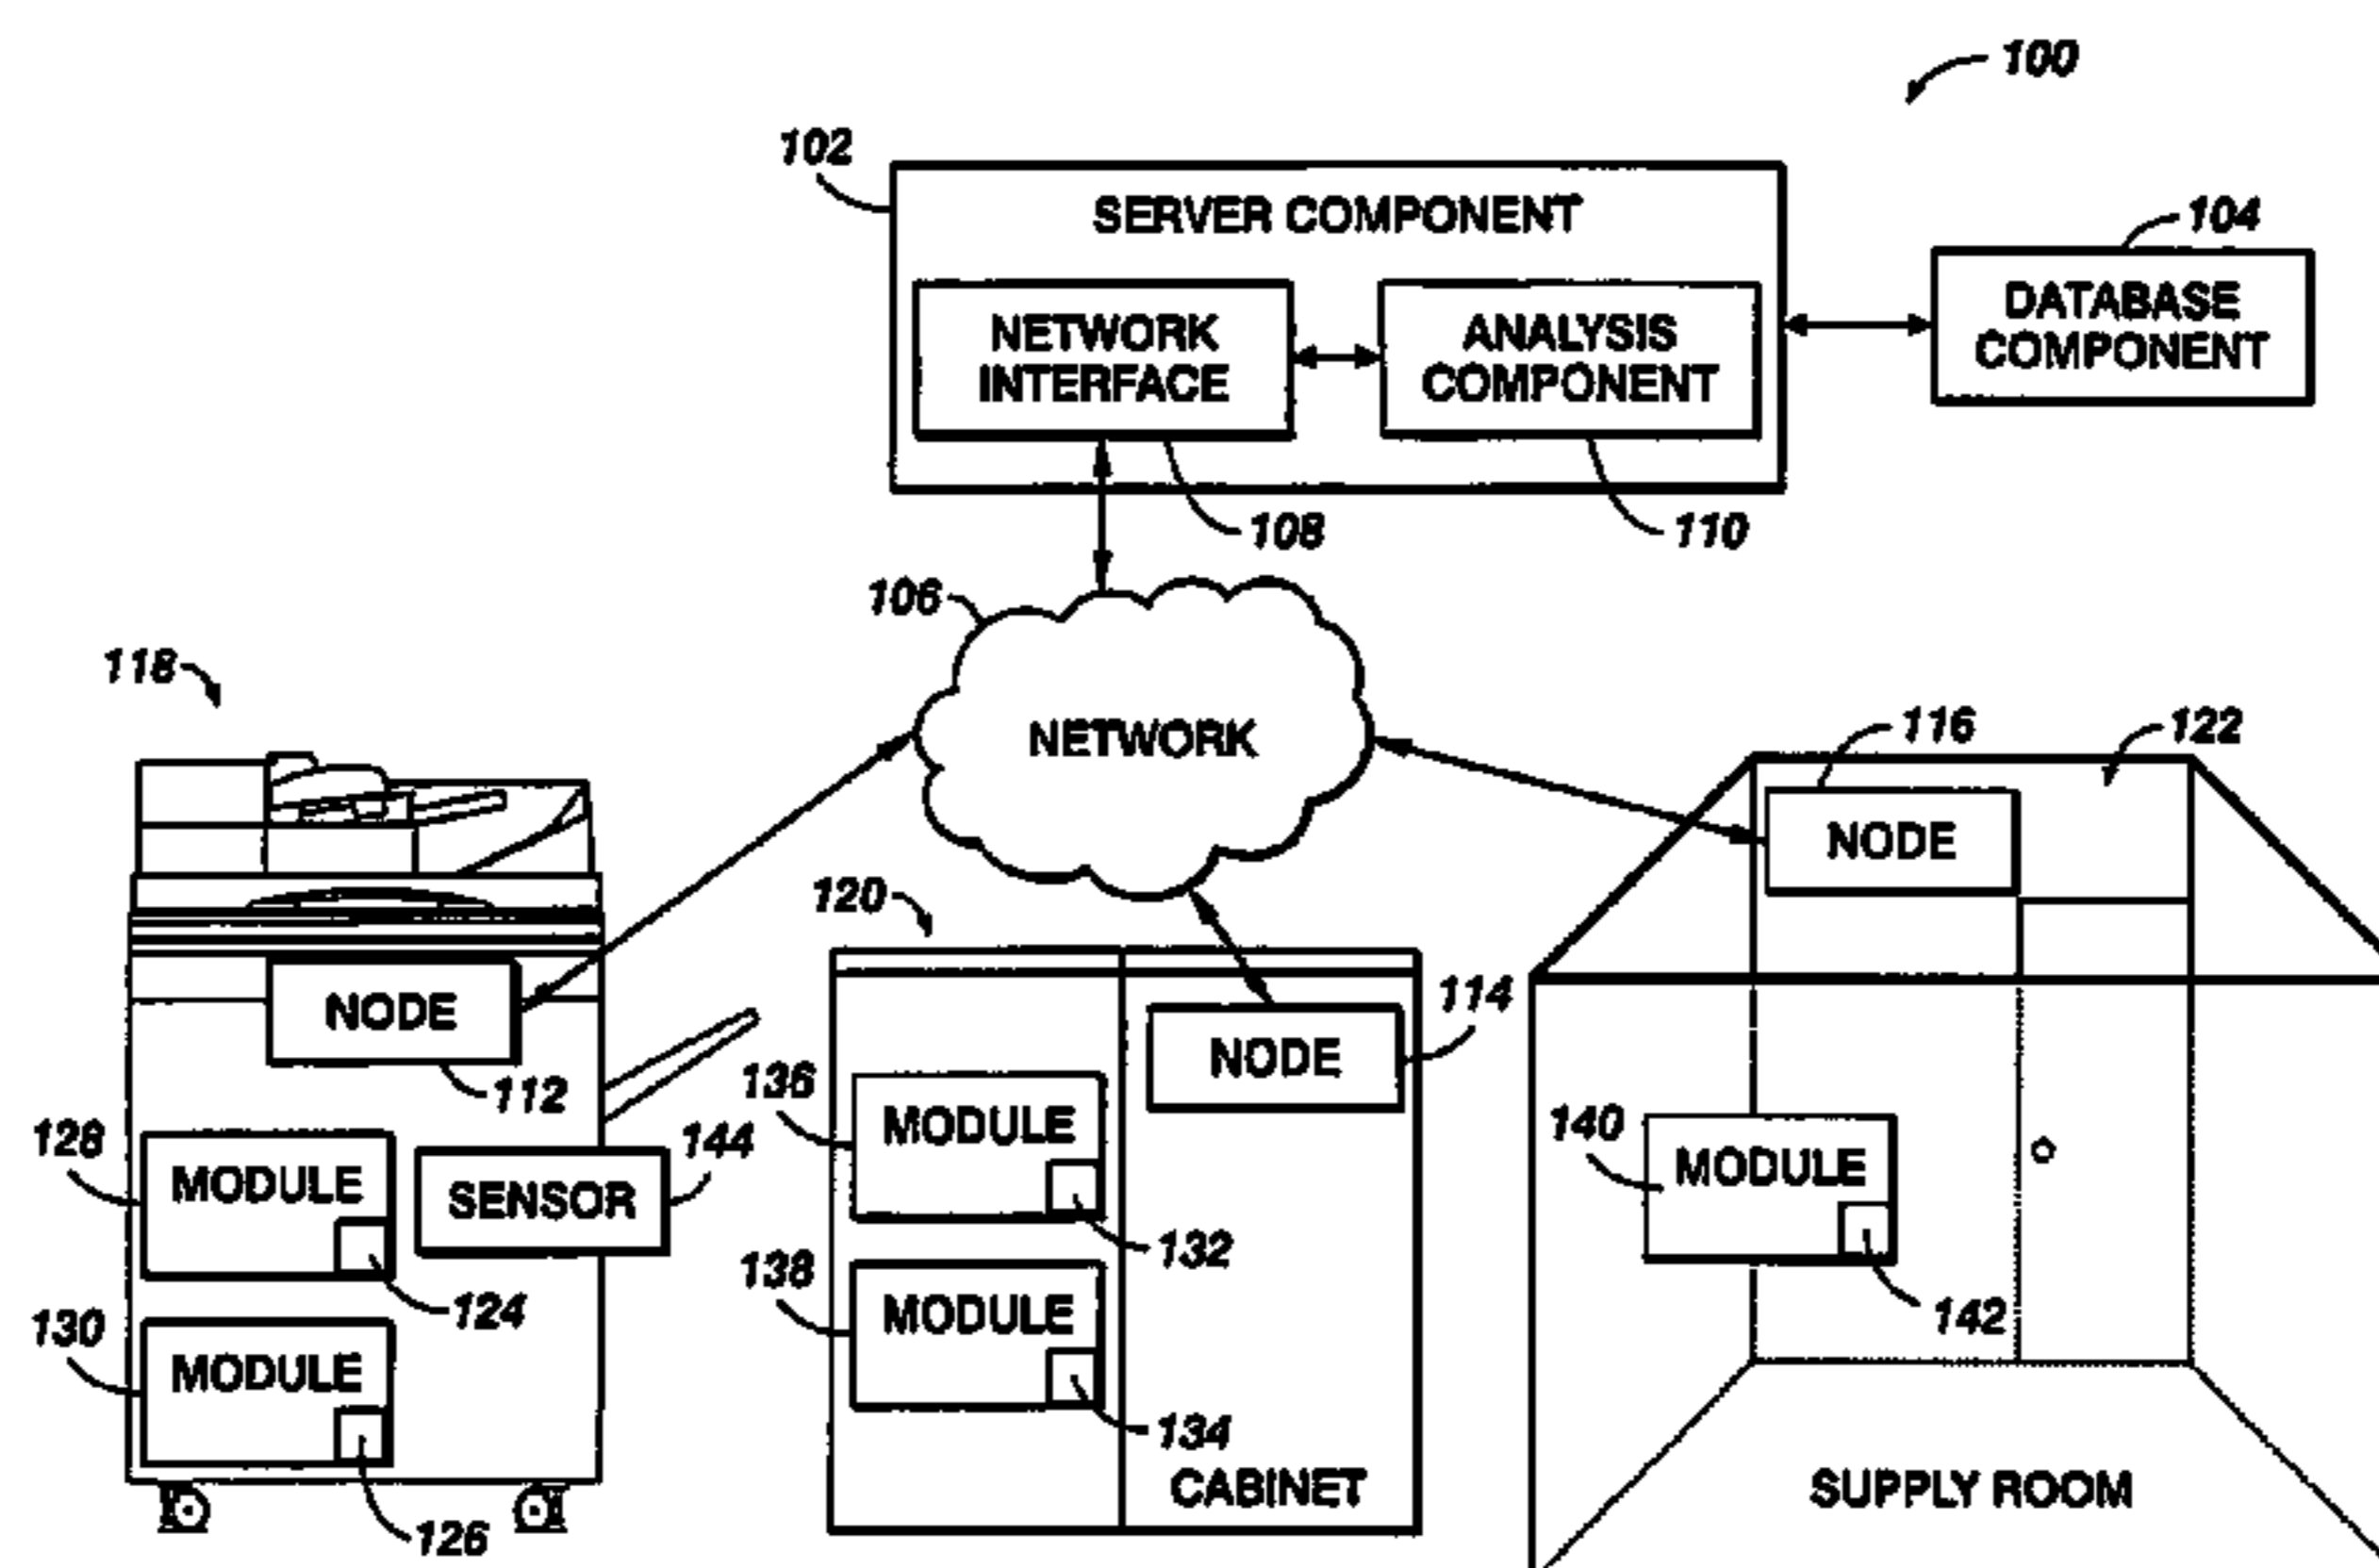 100
102
SERVER COMPONENT
104
NETWORK
INTERFACE
ANALYSIS
COMPONENT
DATABASE
COMPONENT
108
110
106
118
NETWORK
116
122
NODE
120
NODE
112
114
NODE
128
MODULE
124
144
SENSOR
130
MODULE
126
136
MODULE
132
138
MODULE
134
CABINET
140
MODULE
142
SUPPLY ROOM